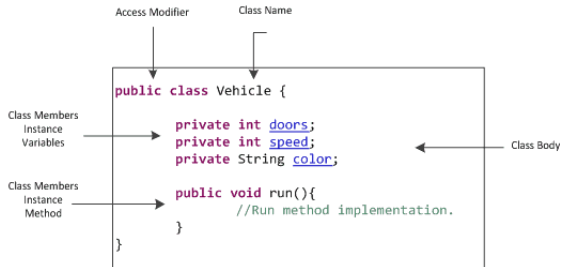 Access Modifier
Class Name
public class Vehicle {
Class Members
Instance
Variables
private int doors;
private int speed;
private String color;
Class Body
Class Members
Instance
Method
public void run(){
//Run method implementation.
}
}